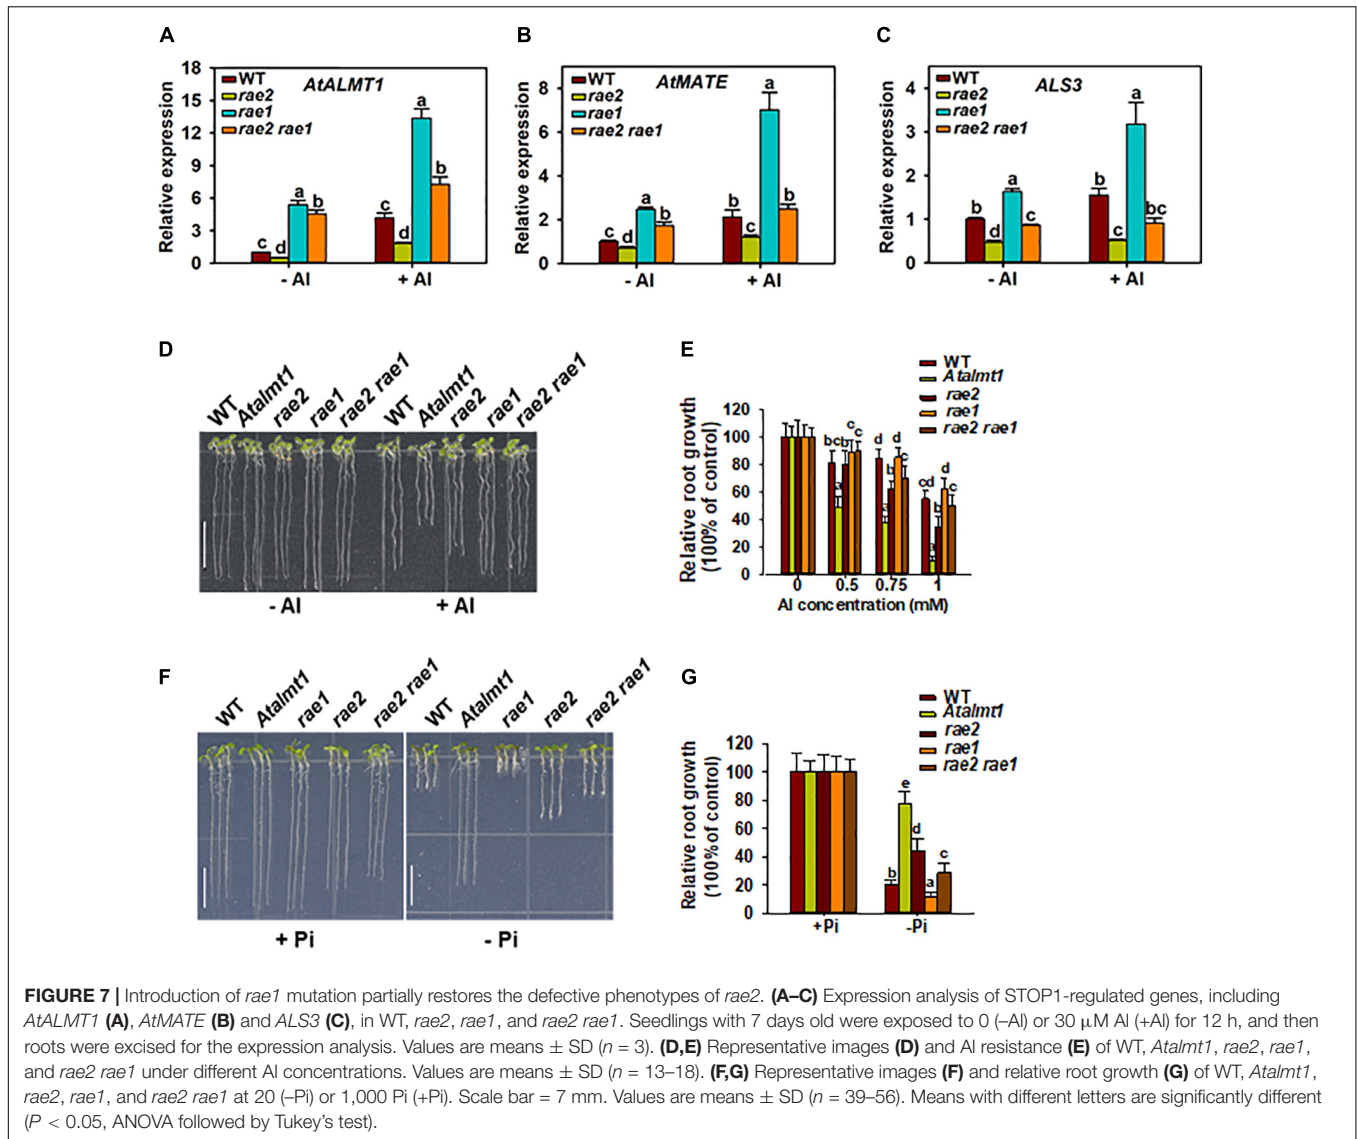 A
B
C
18
15
12
9
6
3
0
Relative expression
WT
rae2
rae1
rae2 rae1
AtALMT1
c
d
a
b
c
d
a
b
- Al
+ Al
8
6
4
2
0
Relative expression
WT
rae2
rae1
rae2 rae1
AtMATE
c
d
a
b
b
c
a
b
- Al
+ Al
4
3
2
1
0
Relative expression
WT
rae2
rae1
rae2 rae1
ALS3
b
d
a
c
b
c
a
bc
- Al
+ Al
D
WT
Atalmt1
rae2
rae1
rae2 rae1
WT
Atalmt1
rae2
rae1
rae2 rae1
- Al
+ Al
E
WT
Atalmt1
rae2
rae1
rae2 rae1
Relative root growth
(100% of control)
120
100
80
60
40
20
0
bc
a
b
c
c
d
a
b
d
c
cd
a
b
d
c
0
0.5
0.75
1
Al concentration (mM)
F
WT
Atalmt1
rae1
rae2
rae2 rae1
WT
Atalmt1
rae1
rae2
rae2 rae1
+ Pi
- Pi
G
WT
Atalmt1
rae2
rae1
rae2 rae1
Relative root growth
(100% of control)
120
100
80
60
40
20
0
b
e
d
a
c
+Pi
-Pi
FIGURE 7 | Introduction of rae1 mutation partially restores the defective phenotypes of rae2. (A–C) Expression analysis of STOP1-regulated genes, including
AtALMT1 (A), AtMATE (B) and ALS3 (C), in WT, rae2, rae1, and rae2 rae1. Seedlings with 7 days old were exposed to 0 (–Al) or 30 μM Al (+Al) for 12 h, and then
roots were excised for the expression analysis. Values are means ± SD (n = 3). (D,E) Representative images (D) and Al resistance (E) of WT, Atalmt1, rae2, rae1,
and rae2 rae1 under different Al concentrations. Values are means ± SD (n = 13–18). (F,G) Representative images (F) and relative root growth (G) of WT, Atalmt1,
rae2, rae1, and rae2 rae1 at 20 (–Pi) or 1,000 Pi (+Pi). Scale bar = 7 mm. Values are means ± SD (n = 39–56). Means with different letters are significantly different
(P < 0.05, ANOVA followed by Tukey's test).